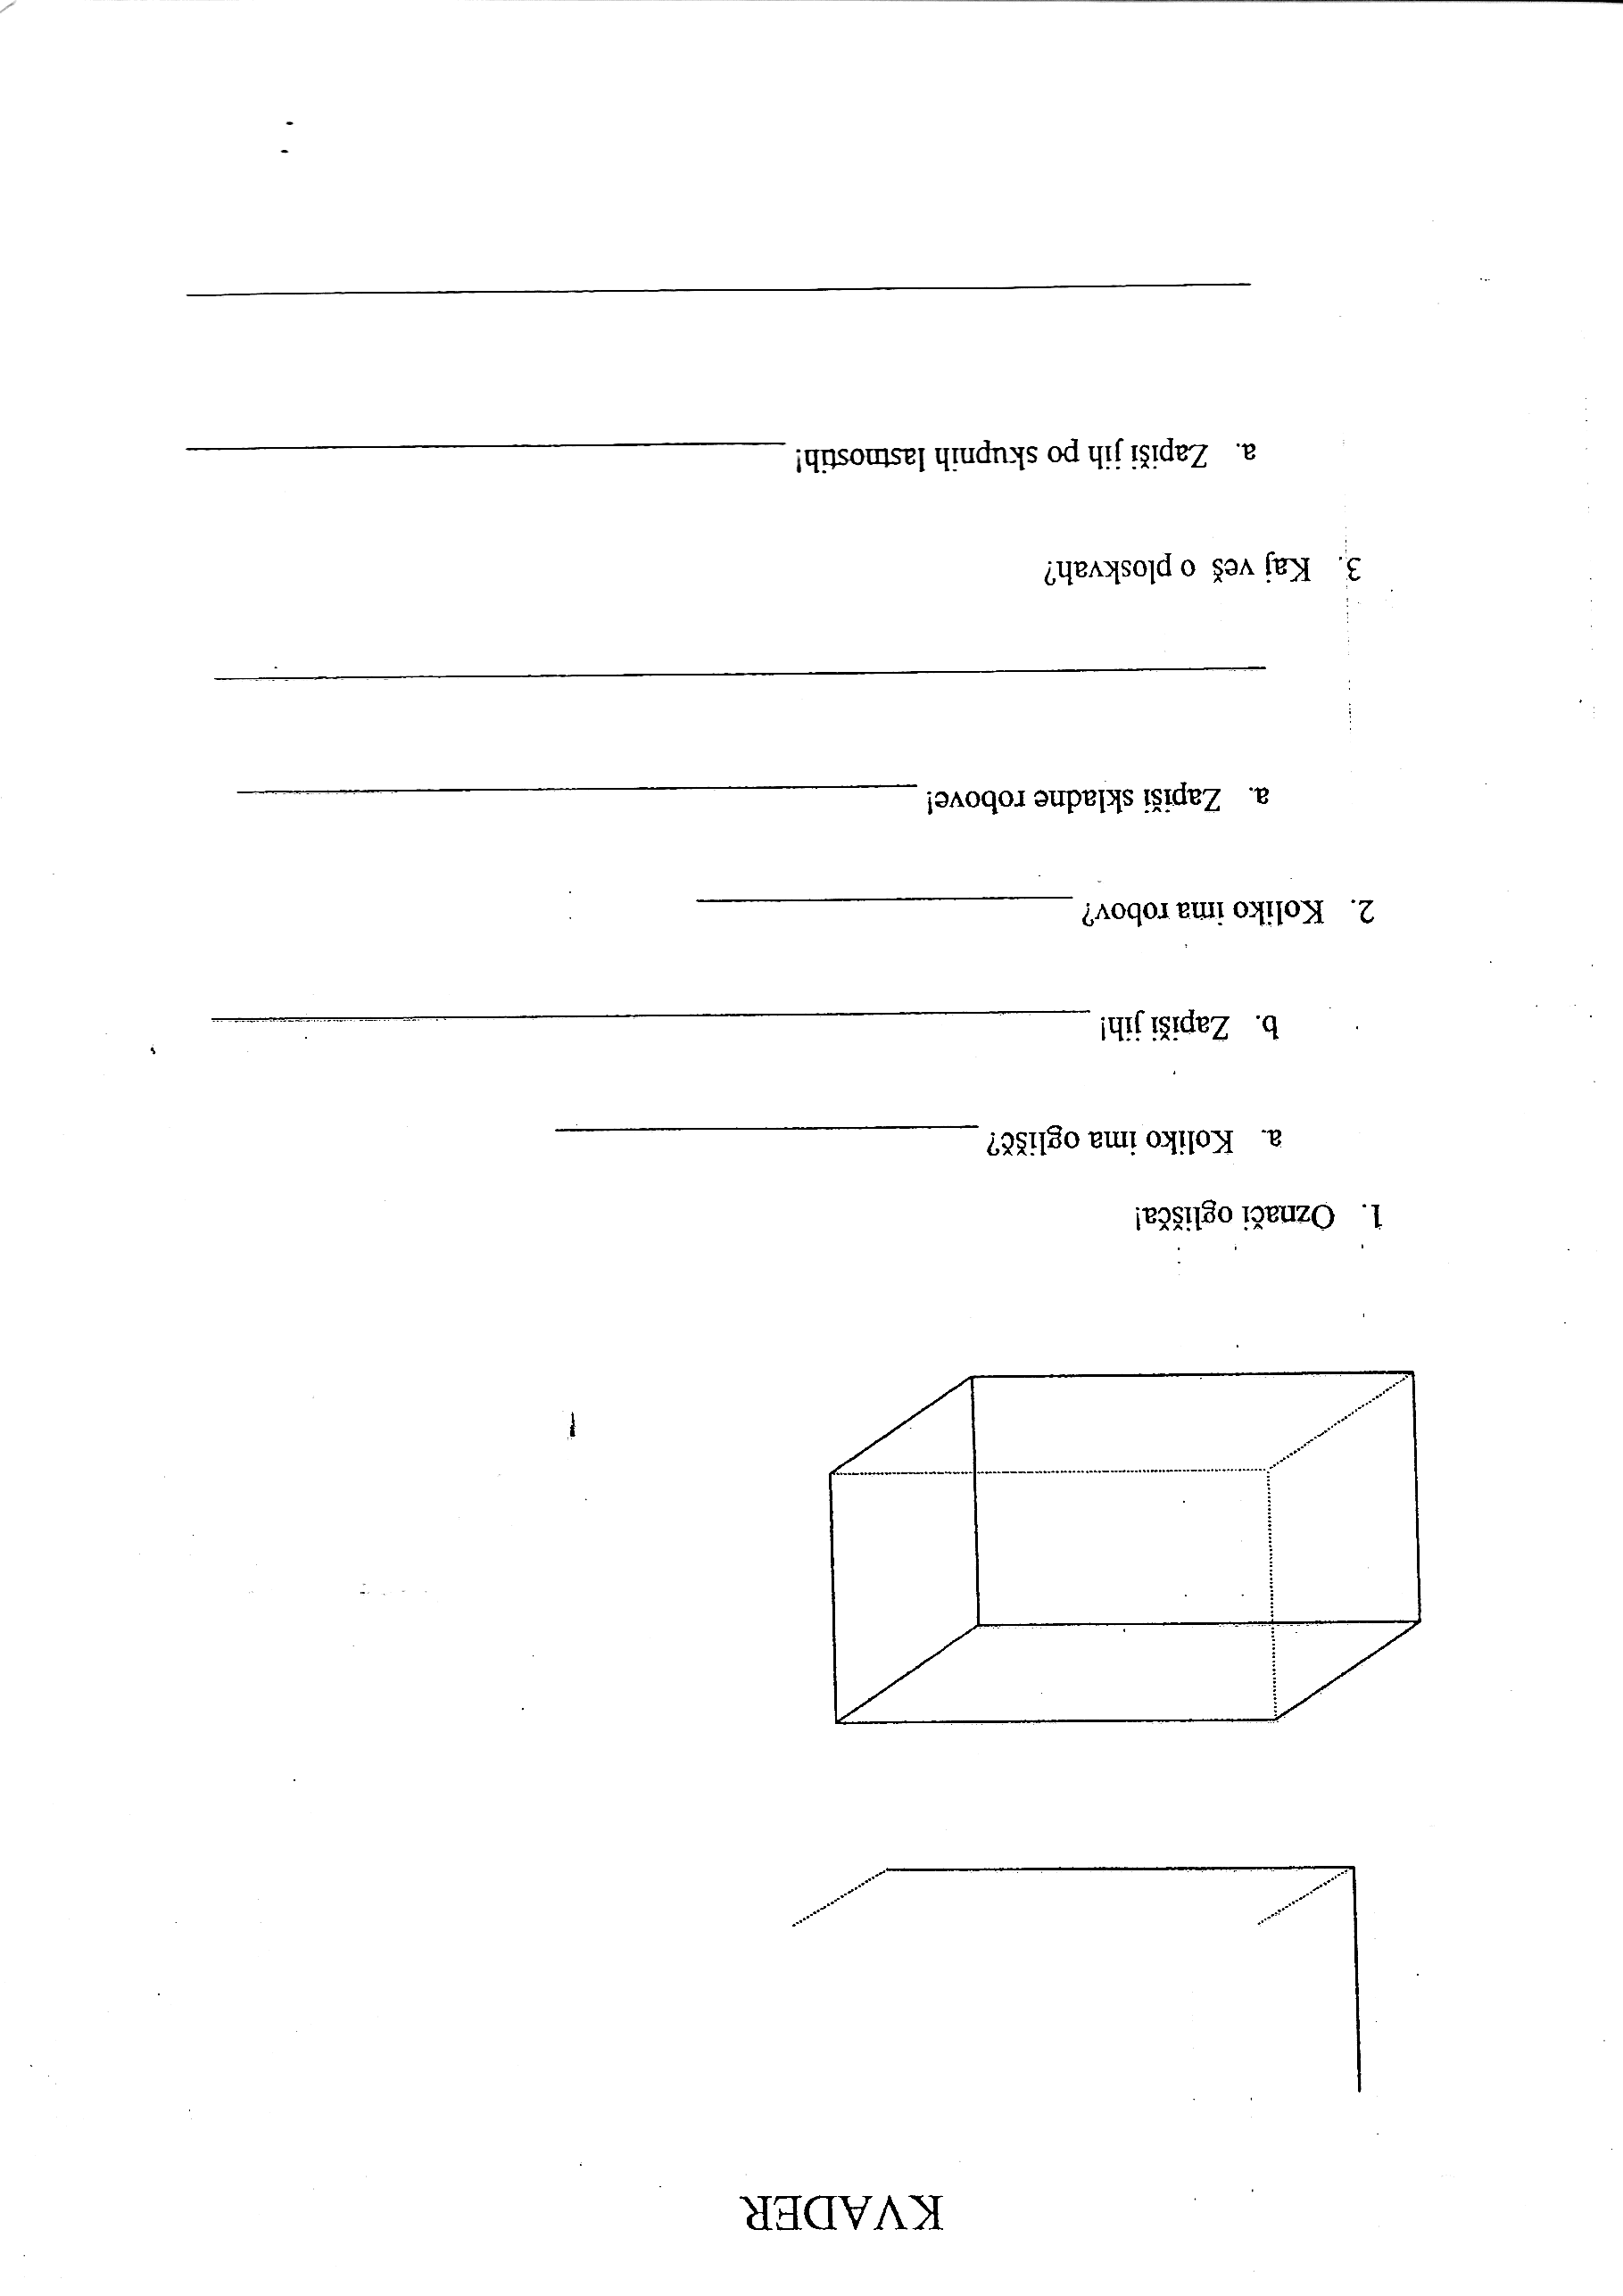 KVADER
1. Označi oglišča!
a. Koliko ima oglišč?
b. Zapiši jih!
2. Koliko ima robov?
a. Zapiši skladne robove!
3. Kaj veš o ploskvah?
a. Zapiši jih po skupnih lastnostih!